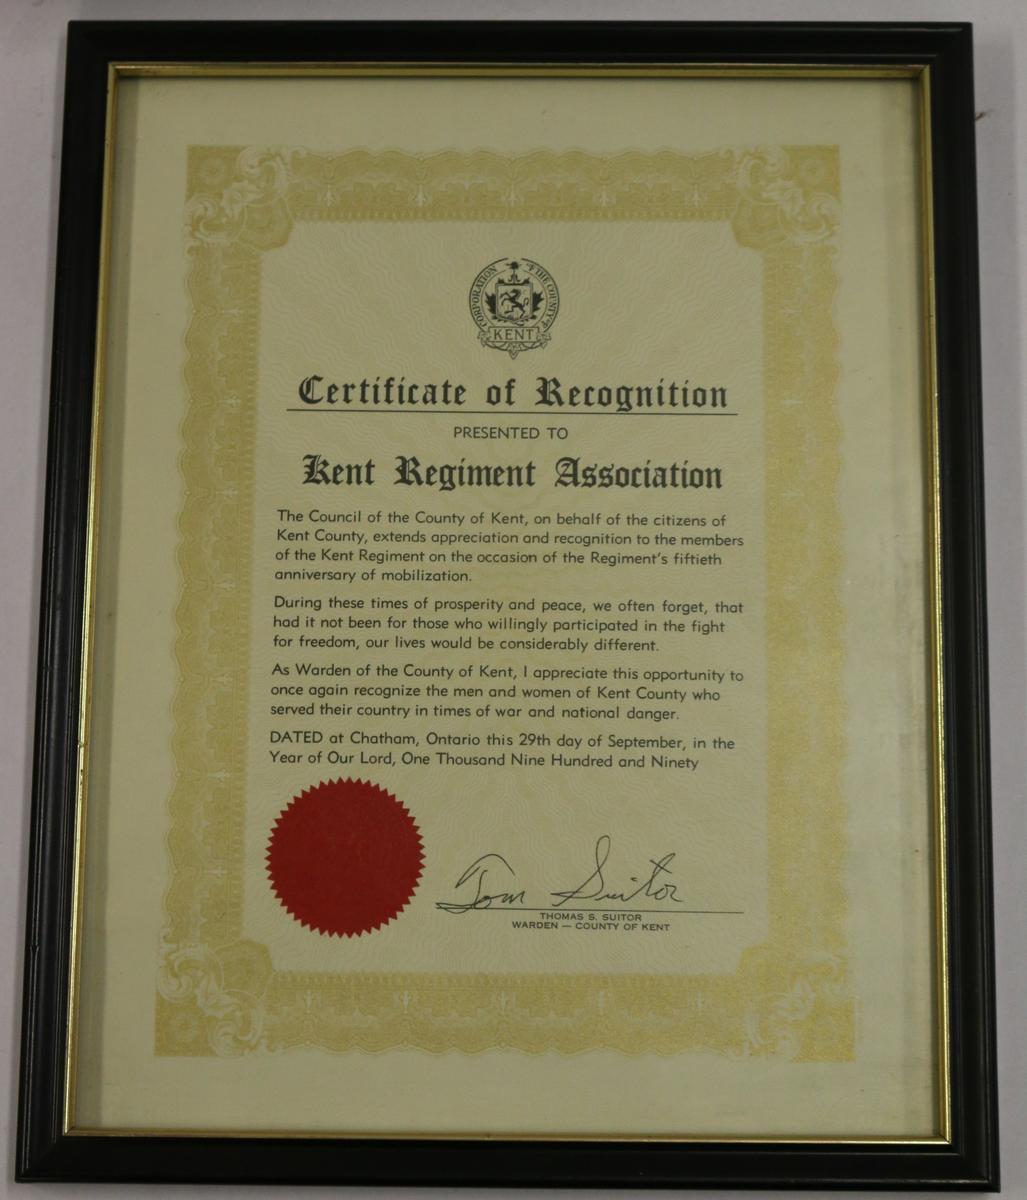 CORPORATION OF THE COUNTY OF
KENT
Certificate of Recognition
PRESENTED TO
Kent Regiment Association
The Council of the County of Kent, on behalf of the citizens of
Kent County, extends appreciation and recognition to the members
of the Kent Regiment on the occasion of the Regiment's fiftieth
anniversary of mobilization.
During these times of prosperity and peace, we often forget, that
had it not been for those who willingly participated in the fight
for freedom, our lives would be considerably different.
As Warden of the County of Kent, I appreciate this opportunity to
once again recognize the men and women of Kent County who
served their country in times of war and national danger.
DATED at Chatham, Ontario this 29th day of September, in the
Year of Our Lord, One Thousand Nine Hundred and Ninety
Tom Suitor
THOMAS S. SUITOR
WARDEN — COUNTY OF KENT